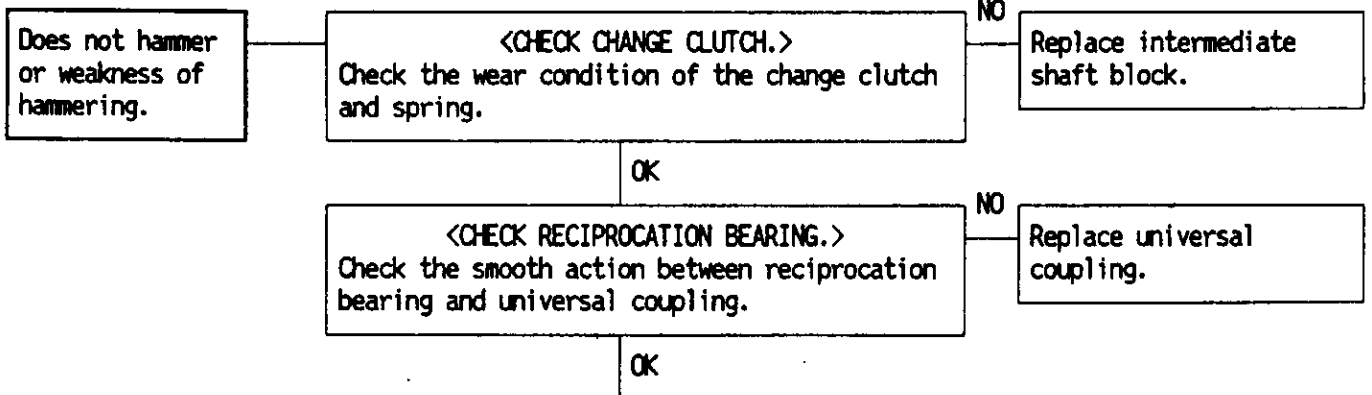 Does not hammer
or weakness of
hammering.
<CHECK CHANGE CLUTCH.>
Check the wear condition of the change clutch
and spring.
NO
Replace intermediate
shaft block.
OK
<CHECK RECIPROCATION BEARING.>
Check the smooth action between reciprocation
bearing and universal coupling.
NO
Replace universal
coupling.
OK